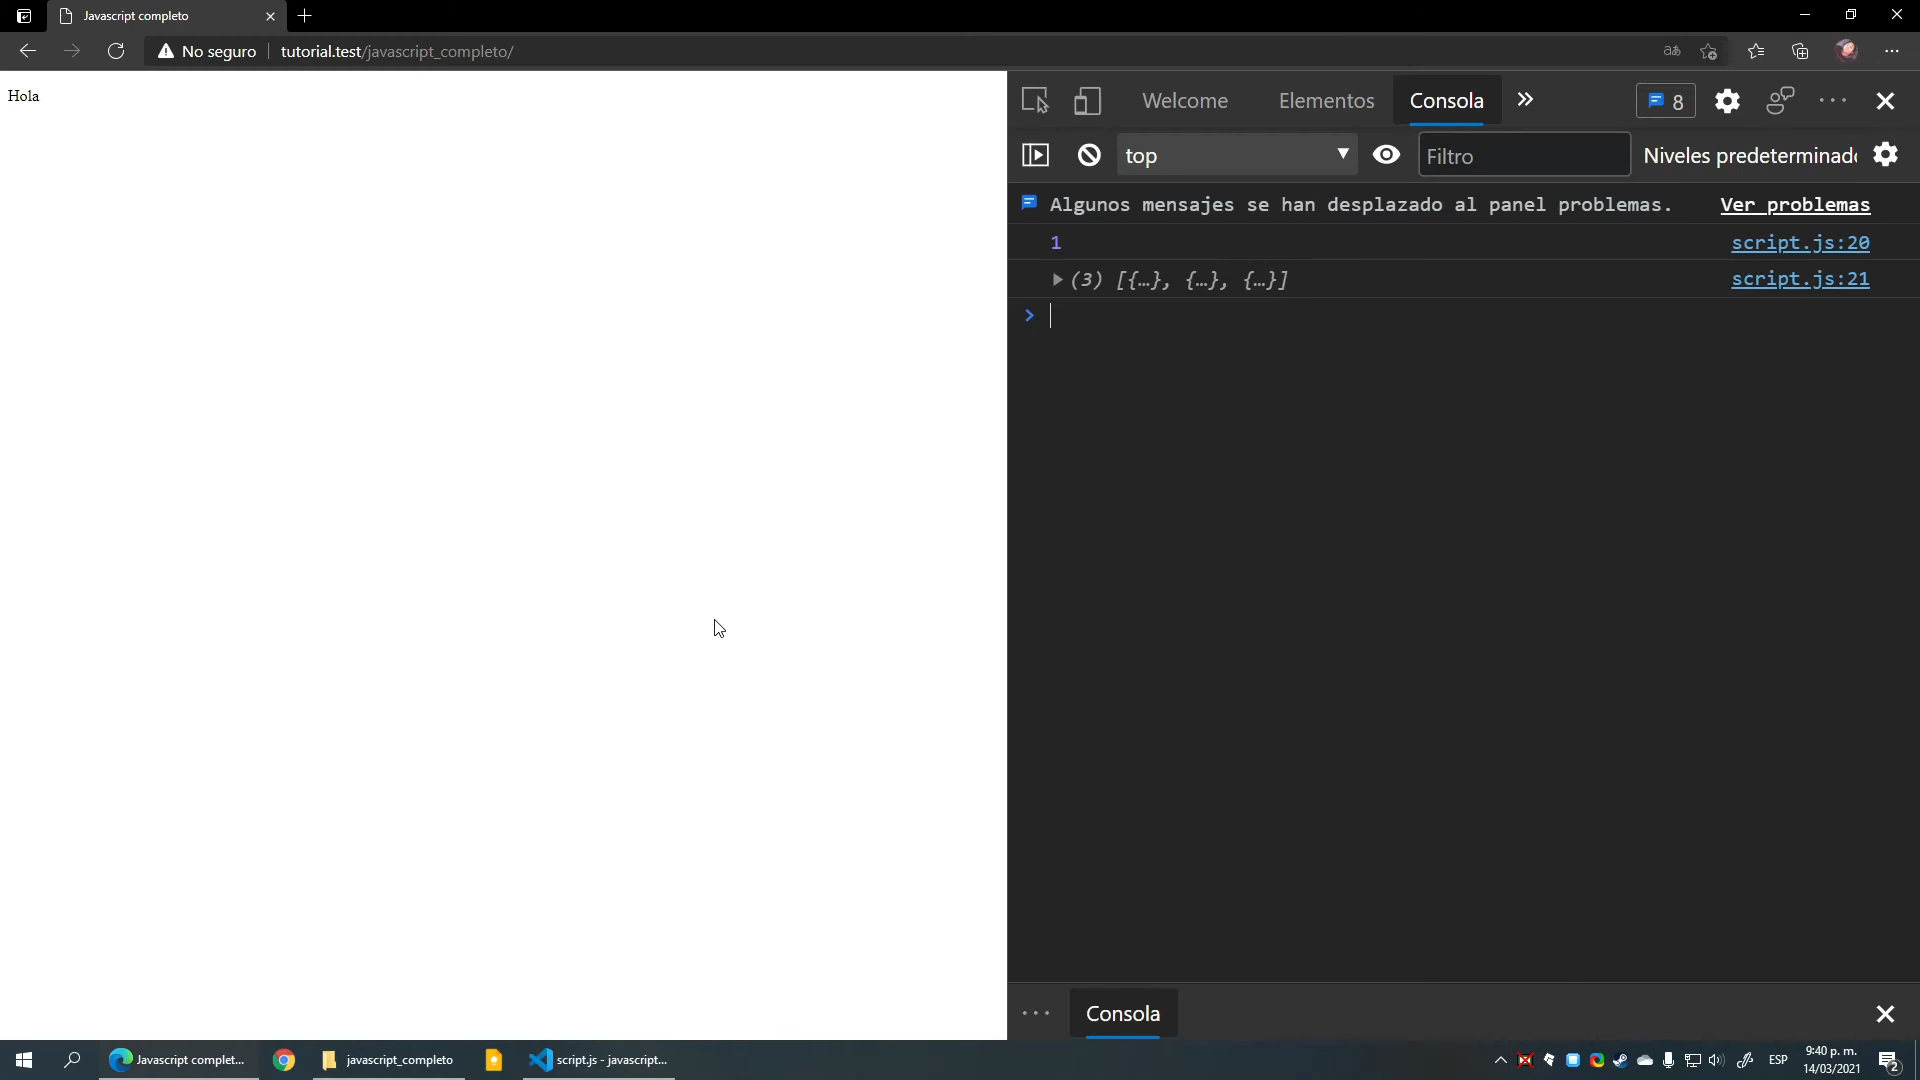 Javascript completo
No seguro
tutorial.test/javascript_completo/
Hola
Welcome
Elementos
Consola
8
top
Filtro
Niveles predeterminado
Algunos mensajes se han desplazado al panel problemas.
Ver problemas
1
script.js:20
(3) [{…}, {…}, {…}]
script.js:21
Consola
Javascript complet...
javascript_completo
script.js - javascript...
ESP
9:40 p. m.
14/03/2021
2